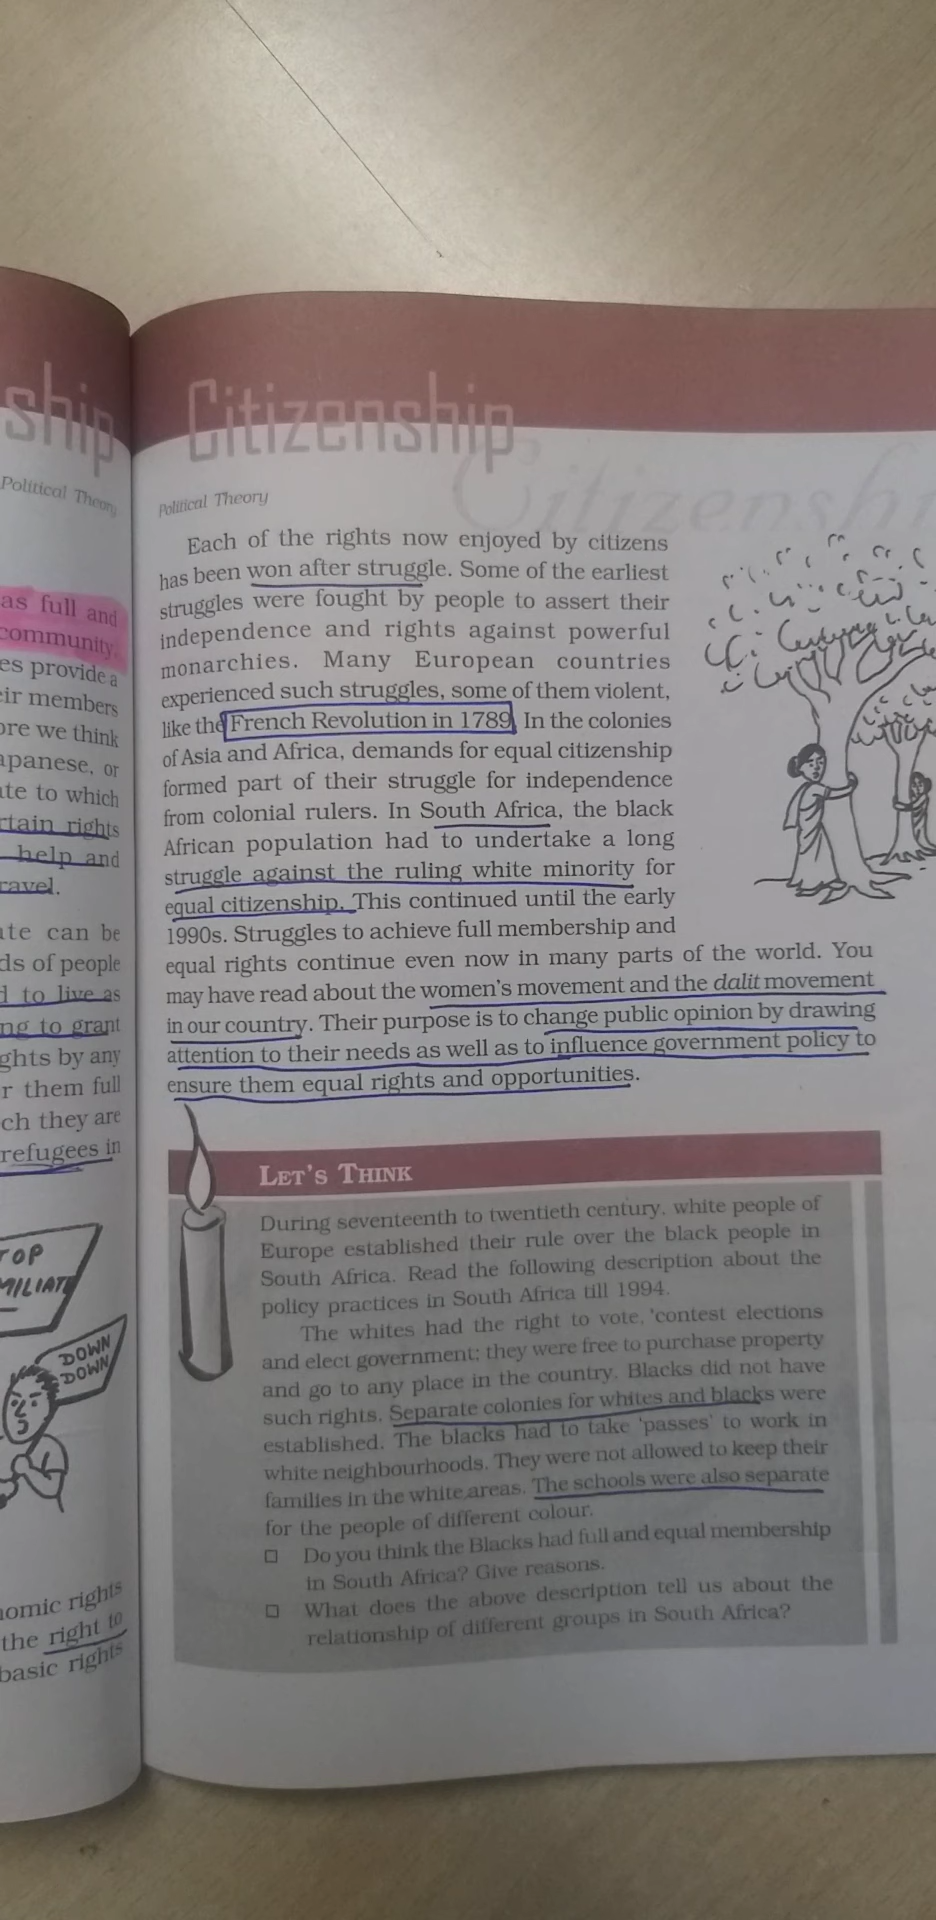 ship
Political Theory
as full and
community.
es provide a
eir members
ore we think
apanese, or
ate to which
rtain rights
help and
ravel.
ate can be
ds of people
d to live as
ng to grant
ghts by any
r them full
ch they are
refugees in
TOP
MILIATE
DOWN
DOWN
nomic rights
the right to
basic rights
Citizenship
Citizenshi
Political Theory
Each of the rights now enjoyed by citizens
has been won after struggle. Some of the earliest
struggles were fought by people to assert their
independence and rights against powerful
monarchies. Many European countries
experienced such struggles, some of them violent,
like the French Revolution in 1789. In the colonies
of Asia and Africa, demands for equal citizenship
formed part of their struggle for independence
from colonial rulers. In South Africa, the black
African population had to undertake a long
struggle against the ruling white minority for
equal citizenship. This continued until the early
1990s. Struggles to achieve full membership and
equal rights continue even now in many parts of the world. You
may have read about the women's movement and the dalit movement
in our country. Their purpose is to change public opinion by drawing
attention to their needs as well as to influence government policy to
ensure them equal rights and opportunities.
LET'S THINK
During seventeenth to twentieth century, white people of
Europe established their rule over the black people in
South Africa. Read the following description about the
policy practices in South Africa till 1994.
The whites had the right to vote, 'contest elections
and elect government; they were free to purchase property
and go to any place in the country. Blacks did not have
such rights. Separate colonies for whites and blacks were
established. The blacks had to take 'passes' to work in
white neighbourhoods. They were not allowed to keep their
families in the white areas. The schools were also separate
for the people of different colour.
□ Do you think the Blacks had full and equal membership
in South Africa? Give reasons.
□ What does the above description tell us about the
relationship of different groups in South Africa?